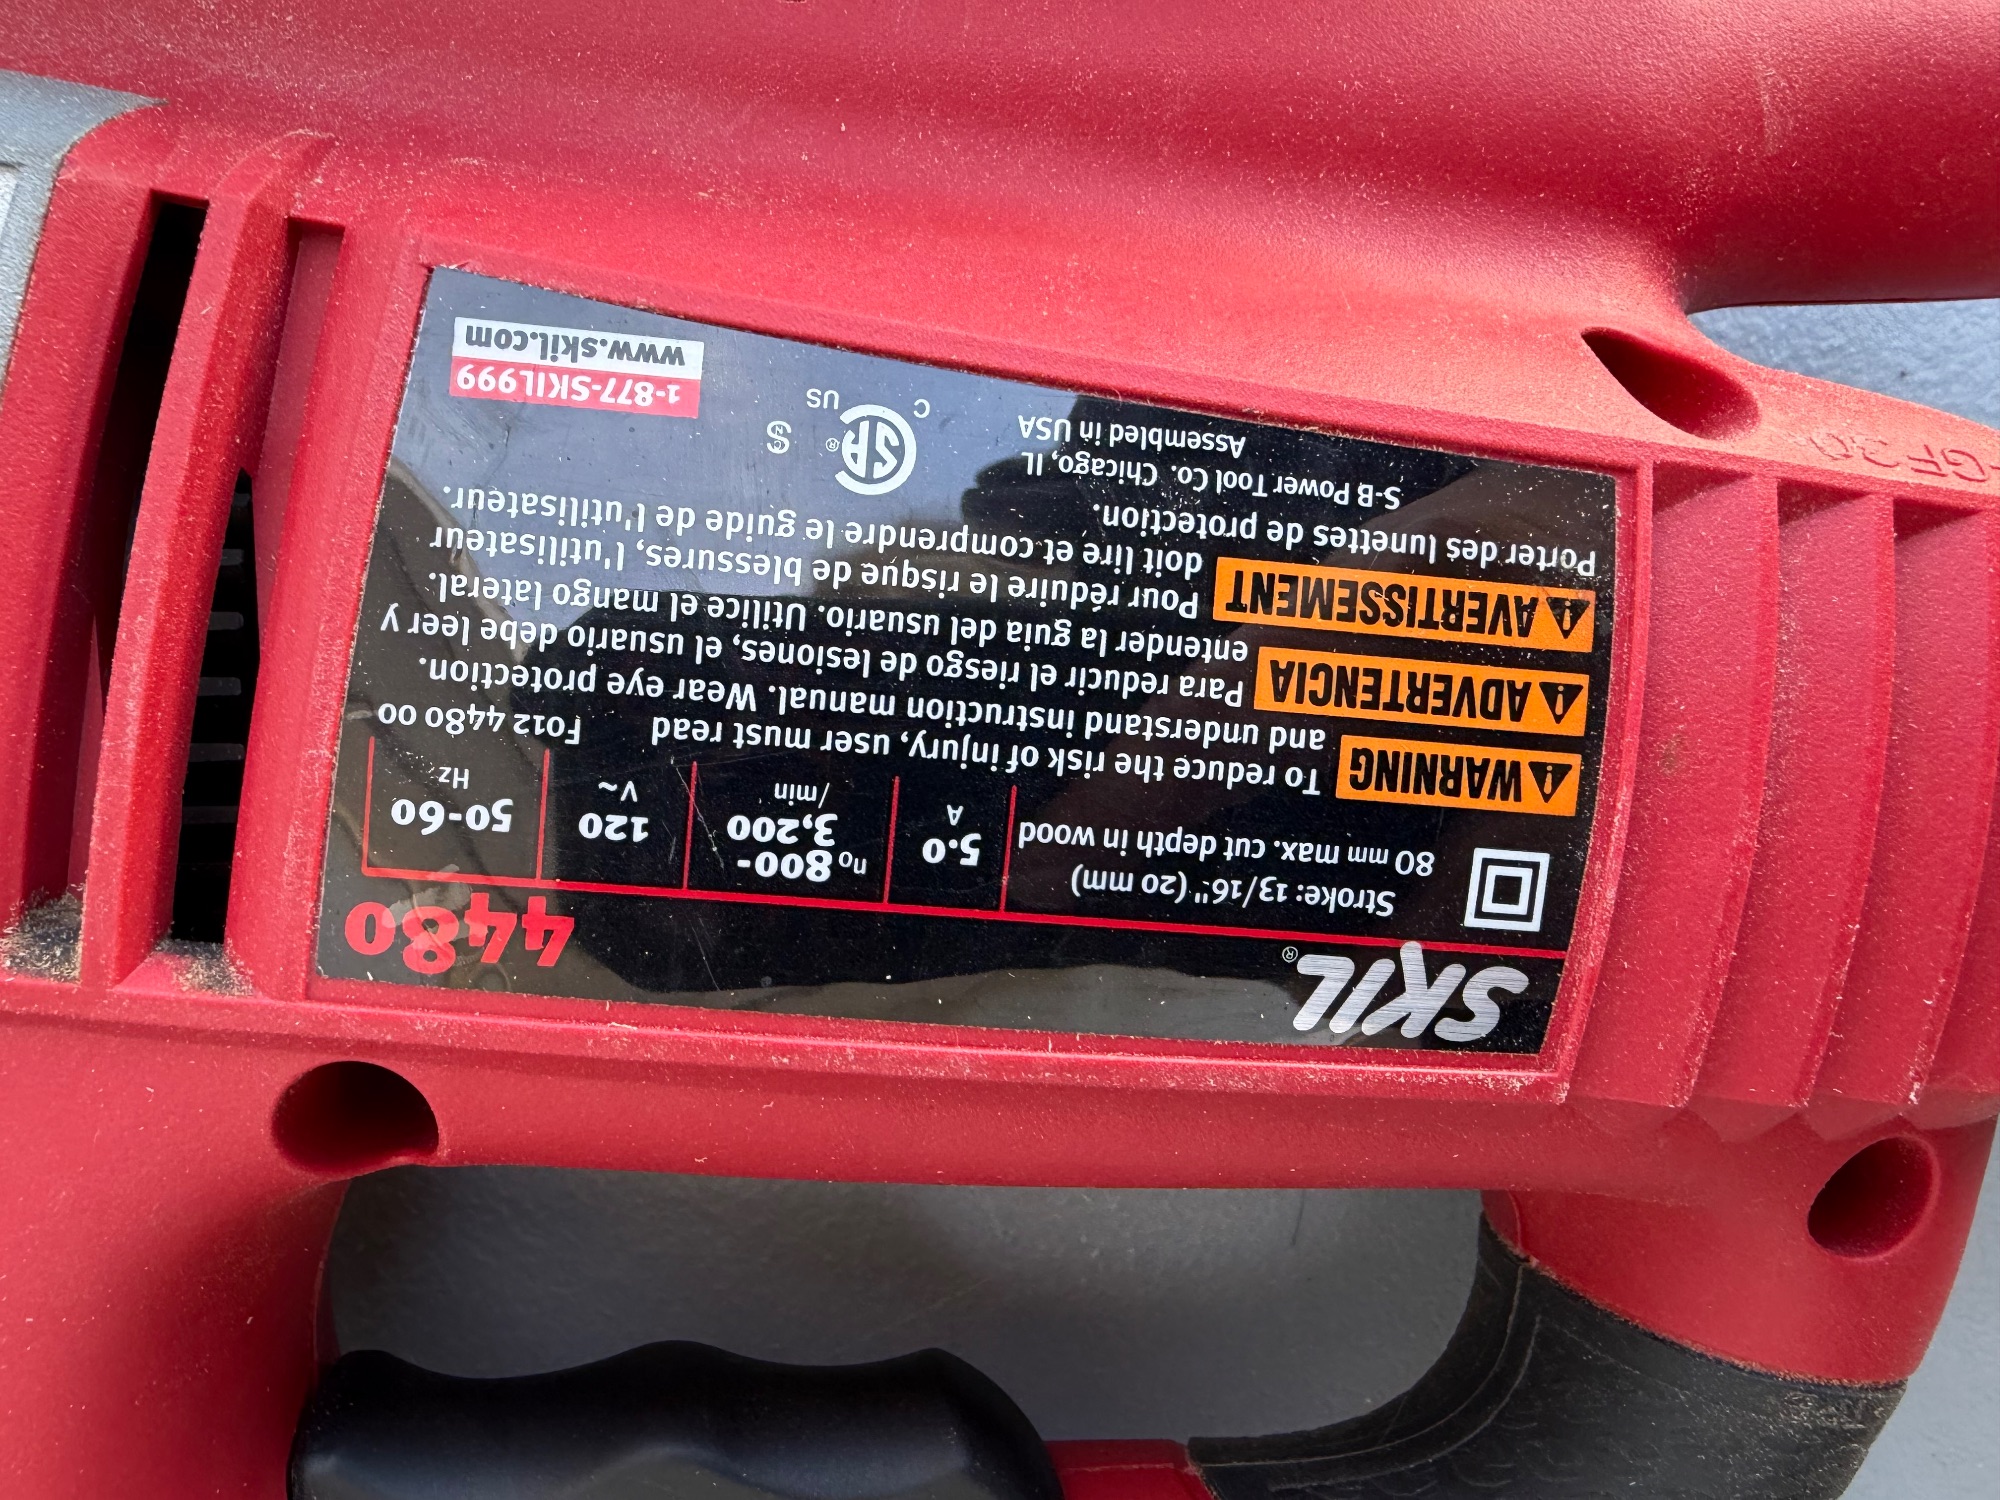 SKIL®
4480
Stroke: 13/16" (20 mm)
80 mm max. cut depth in wood
5.0
A
n0 800-
3,200
/min
120
V~
50-60
Hz
WARNING To reduce the risk of injury, user must read F012 4480 00
and understand instruction manual. Wear eye protection.
ADVERTENCIA Para reducir el riesgo de lesiones, el usuario debe leer y
entender la guia del usuario. Utilice el mango lateral.
AVERTISSEMENT Pour réduire le risque de blessures, l'utilisateur
doit lire et comprendre le guide de l'utilisateur.
Porter des lunettes de protection.
S-B Power Tool Co. Chicago, IL
Assembled in USA
C SA® US
NCS
1-877-SKIL999
www.skil.com